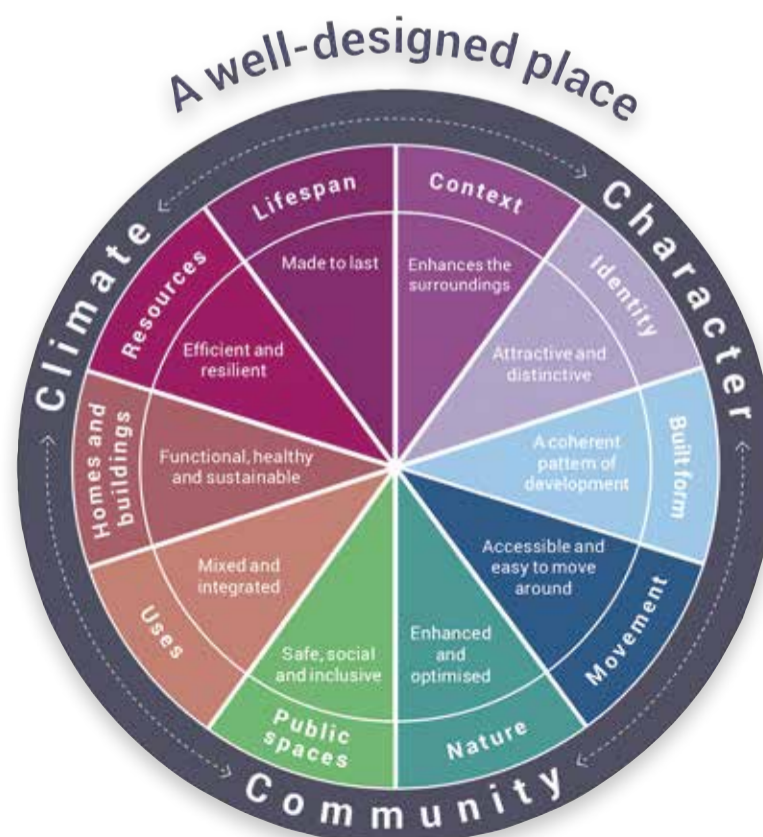 A well-designed place
Climate
Character
Community
Context
Enhances the
surroundings
Identity
Attractive and
distinctive
Built form
A coherent
pattern of
development
Movement
Accessible and
easy to move
around
Nature
Enhanced
and
optimised
Public
spaces
Safe, social
and inclusive
Uses
Mixed and
integrated
Homes and
buildings
Functional, healthy
and sustainable
Resources
Efficient and
resilient
Lifespan
Made to last